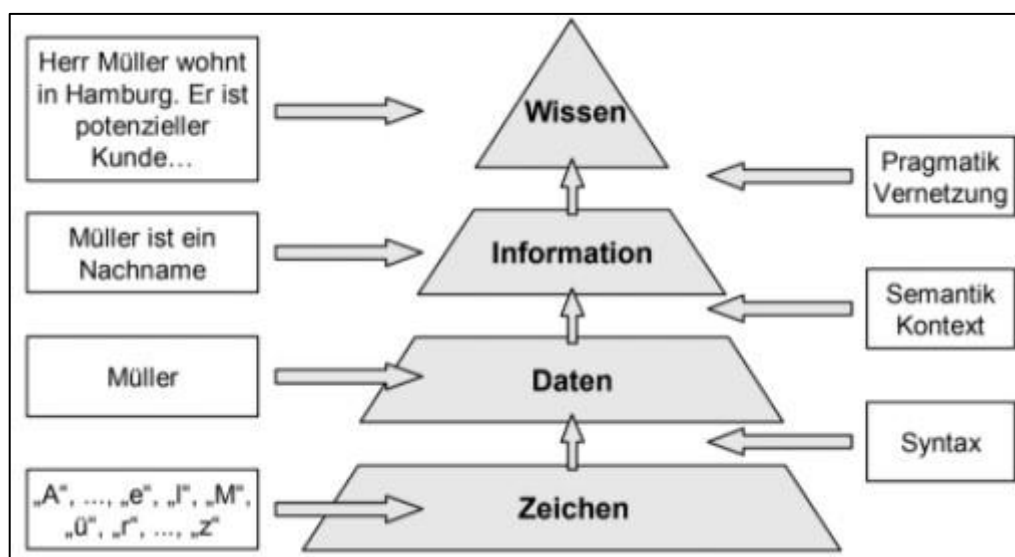 Herr Müller wohnt
in Hamburg. Er ist
potenzieller
Kunde…
Wissen
Pragmatik
Vernetzung
Müller ist ein
Nachname
Information
Semantik
Kontext
Müller
Daten
Syntax
„A“, ..., „e“, „l“, „M“,
„ü“, „r“, ..., „z“
Zeichen